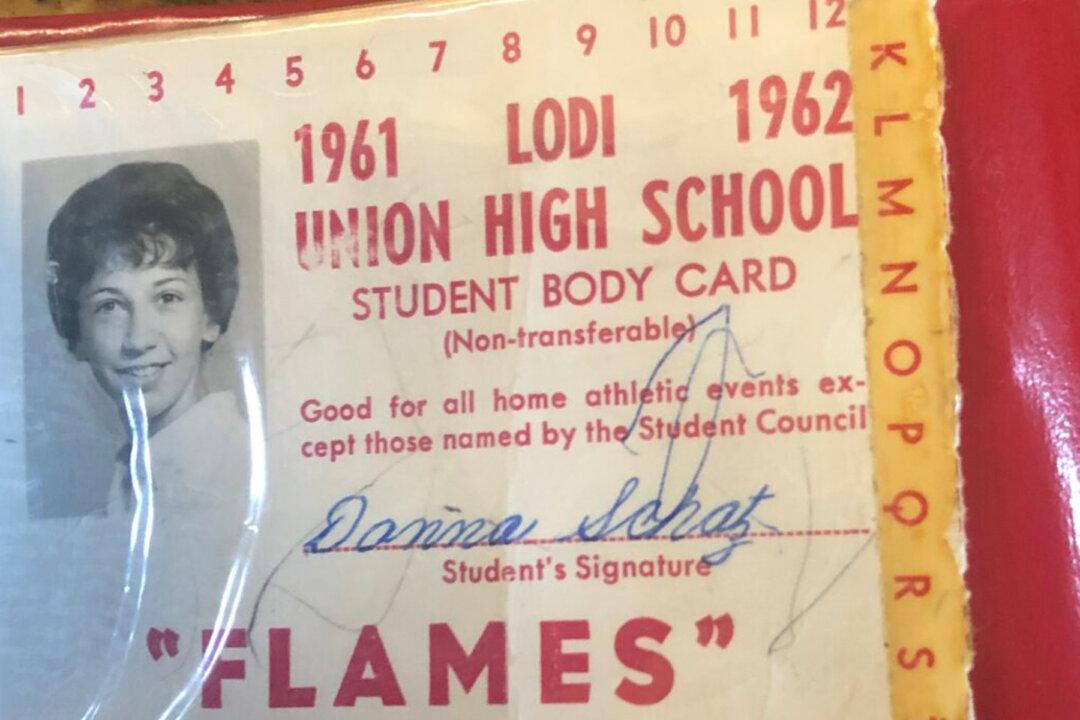 1 2 3 4 5 6 7 8 9 10 11 12
1961 LODI 1962
UNION HIGH SCHOOL
STUDENT BODY CARD
(Non-transferable)
Good for all home athletic events ex-
cept those named by the Student Council
Danna Schatz
Student's Signature
"FLAMES"
K L M N O P Q R S